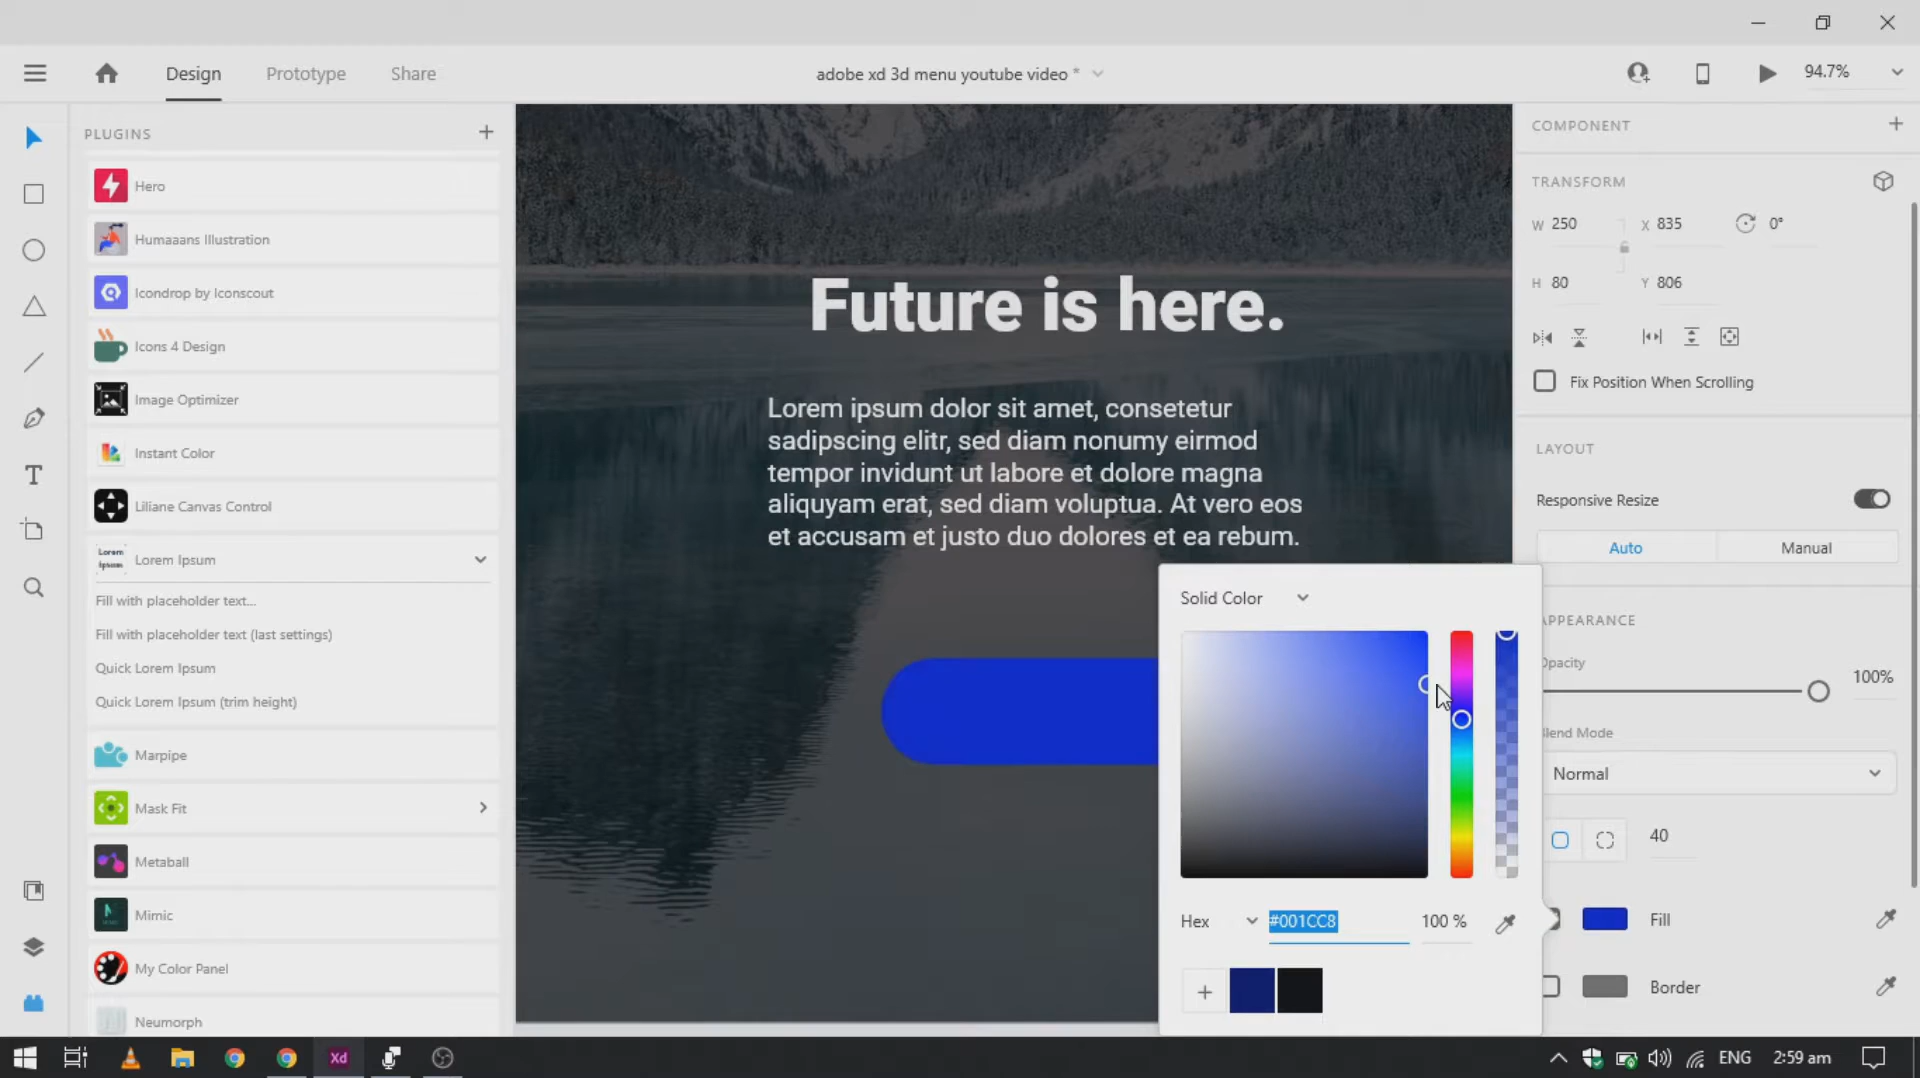 Design
Prototype
Share
adobe xd 3d menu youtube video *
94.7%
PLUGINS
Hero
Humaaans Illustration
Icondrop by Iconscout
Icons 4 Design
Image Optimizer
Instant Color
Liliane Canvas Control
Lorem
Ipsum
Lorem Ipsum
Fill with placeholder text...
Fill with placeholder text (last settings)
Quick Lorem Ipsum
Quick Lorem Ipsum (trim height)
Marpipe
Mask Fit
Metaball
Mimic
My Color Panel
Neumorph
Future is here.
Lorem ipsum dolor sit amet, consetetur
sadipscing elitr, sed diam nonumy eirmod
tempor invidunt ut labore et dolore magna
aliquyam erat, sed diam voluptua. At vero eos
et accusam et justo duo dolores et ea rebum.
Solid Color
Hex
#001CC8
100 %
COMPONENT
TRANSFORM
W 250
X 835
0°
H 80
Y 806
Fix Position When Scrolling
LAYOUT
Responsive Resize
Auto
Manual
APPEARANCE
Opacity
100%
Blend Mode
Normal
40
Fill
Border
Xd
ENG
2:59 am